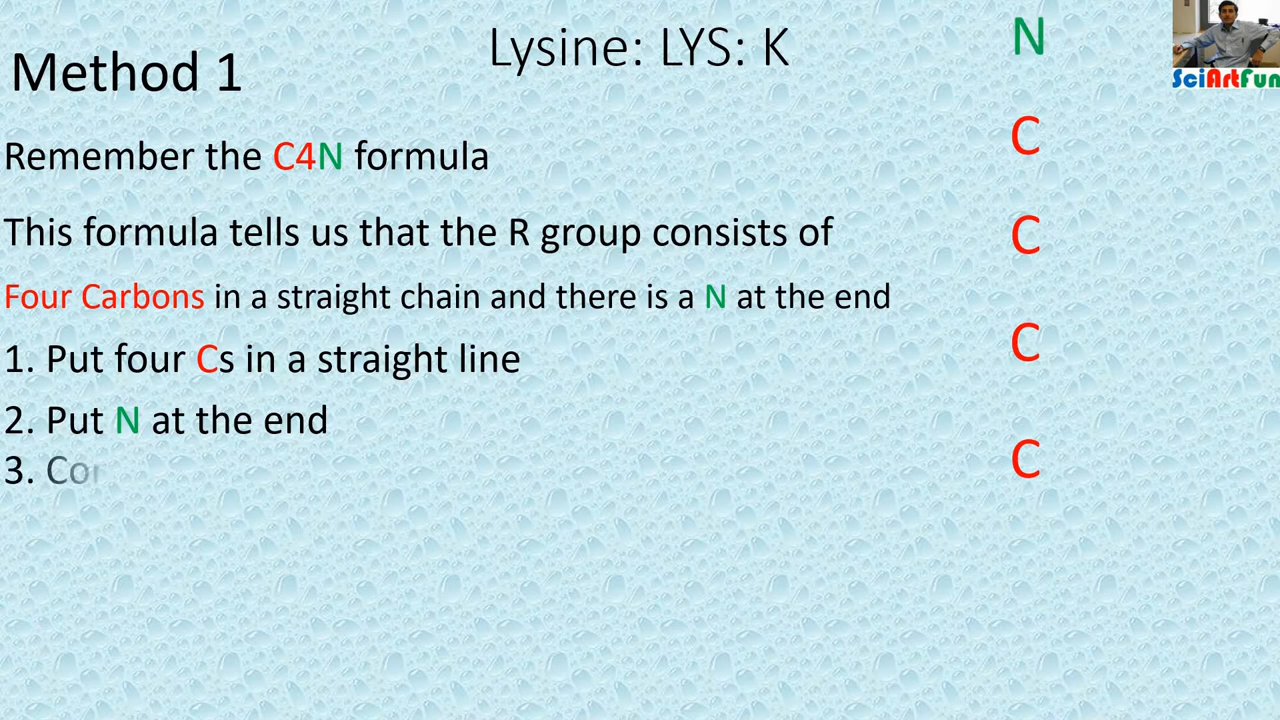 Lysine: LYS: K
Method 1
Remember the C4N formula
This formula tells us that the R group consists of
Four Carbons in a straight chain and there is a N at the end
1. Put four Cs in a straight line
2. Put N at the end
3. Co
N
C
C
C
C
SciArtFun